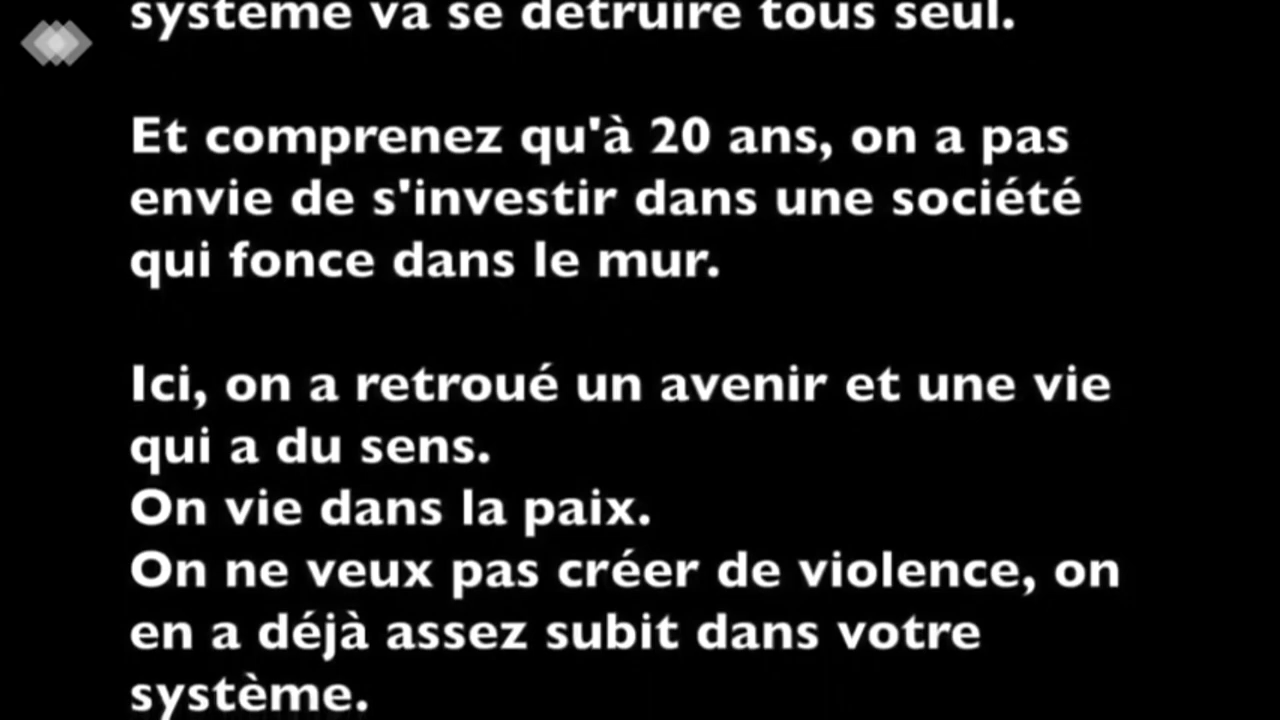 système va se détruire tous seul.
Et comprenez qu'à 20 ans, on a pas
envie de s'investir dans une société
qui fonce dans le mur.
Ici, on a retroué un avenir et une vie
qui a du sens.
On vie dans la paix.
On ne veux pas créer de violence, on
en a déjà assez subit dans votre
système.